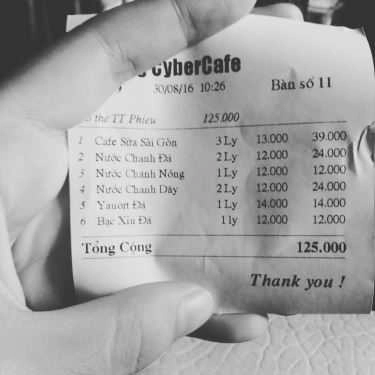 CyberCafe
30/08/16 10:26 Bàn số 11
thẻ TT Phieu 125.000
1 Cafe Sữa Sài Gòn 3 Ly 13.000 39.000
2 Nước Chanh Đá 2 Ly 12.000 24.000
3 Nước Chanh Nóng 1 Ly 12.000 12.000
4 Nước Chanh Dây 2 Ly 12.000 24.000
5 Yauort Đá 1 Ly 14.000 14.000
6 Bạc Xỉu Đá 1 ly 12.000 12.000
Tổng Cộng 125.000
Thank you !